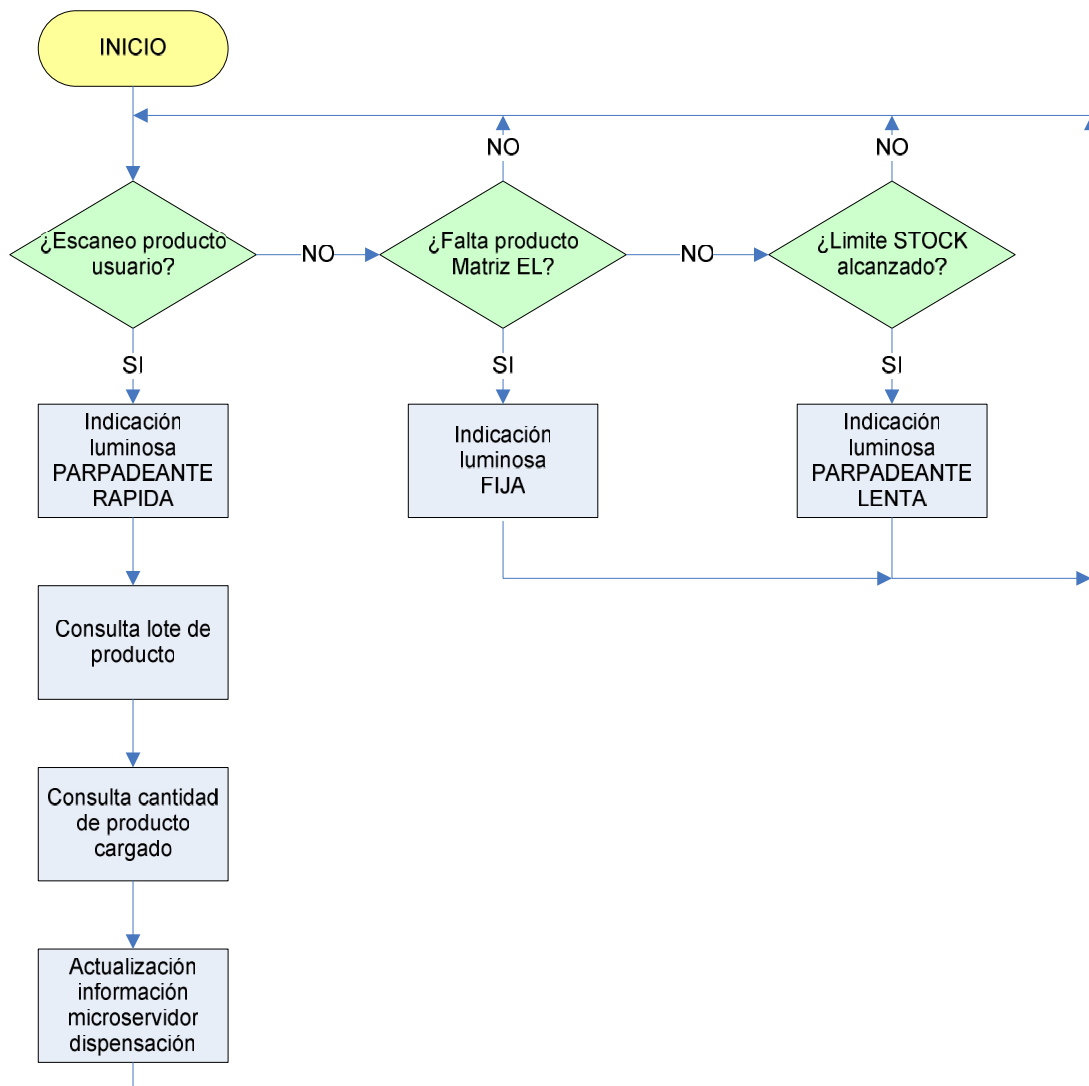 INICIO
NO
NO
¿Escaneo producto
usuario?
NO
¿Falta producto
Matriz EL?
NO
¿Limite STOCK
alcanzado?
SI
SI
SI
Indicación
luminosa
PARPADEANTE
RAPIDA
Indicación
luminosa
FIJA
Indicación
luminosa
PARPADEANTE
LENTA
Consulta lote de
producto
Consulta cantidad
de producto
cargado
Actualización
información
microservidor
dispensación